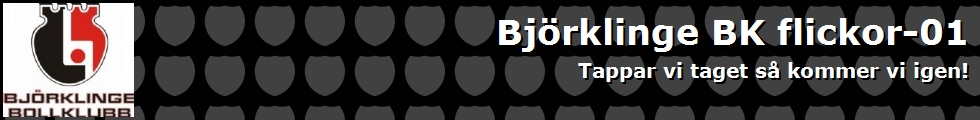 BJÖRKLINGE
BOLLKLUBB
Björklinge BK flickor-01
Tappar vi taget så kommer vi igen!